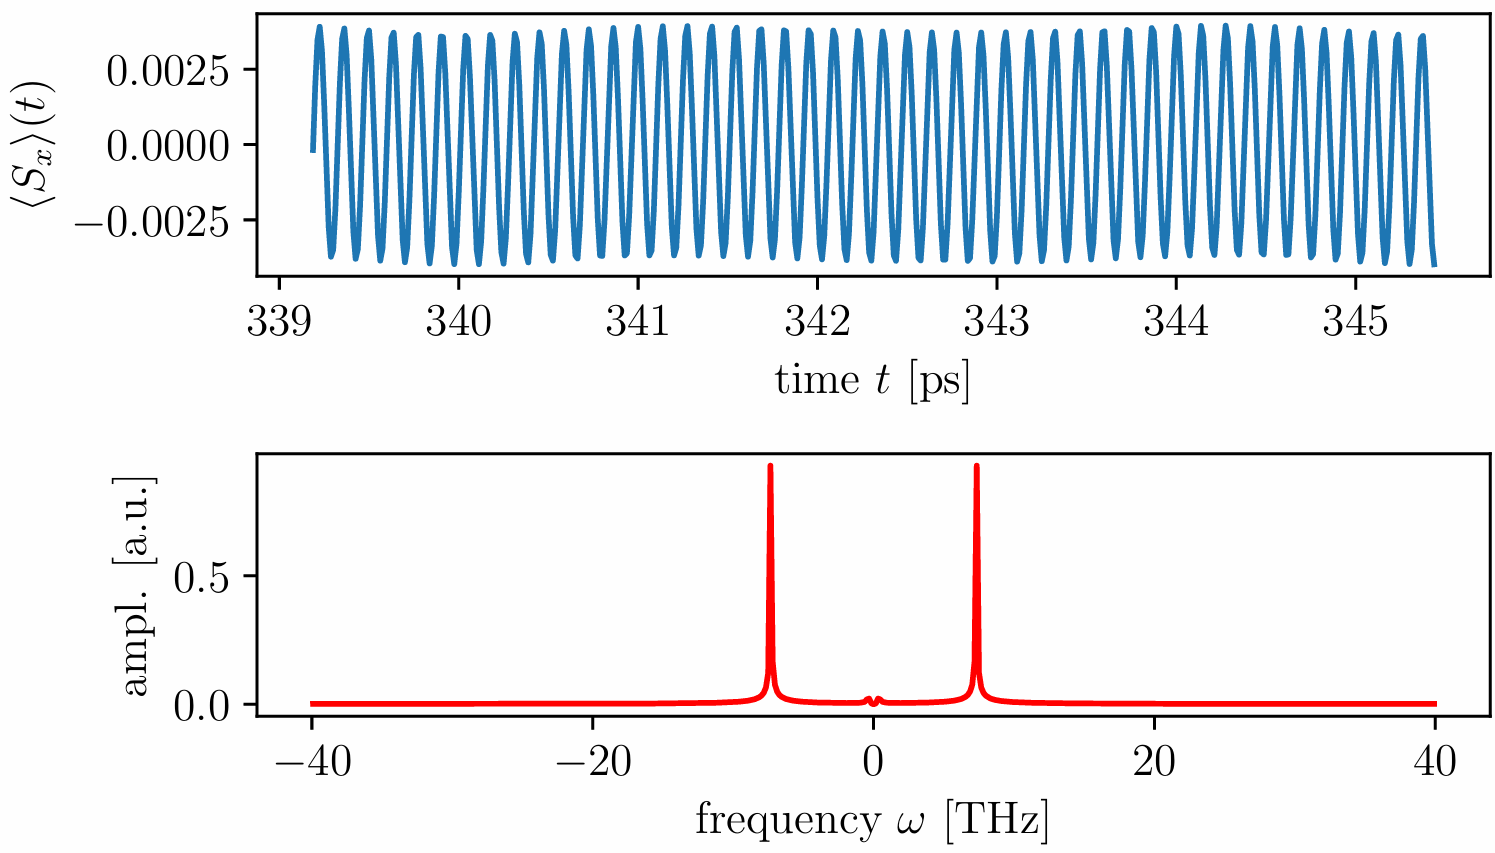 ⟨Sₓ⟩(t)
0.0025
0.0000
−0.0025
339 340 341 342 343 344 345
time t [ps]
ampl. [a.u.]
0.5
0.0
−40 −20 0 20 40
frequency ω [THz]